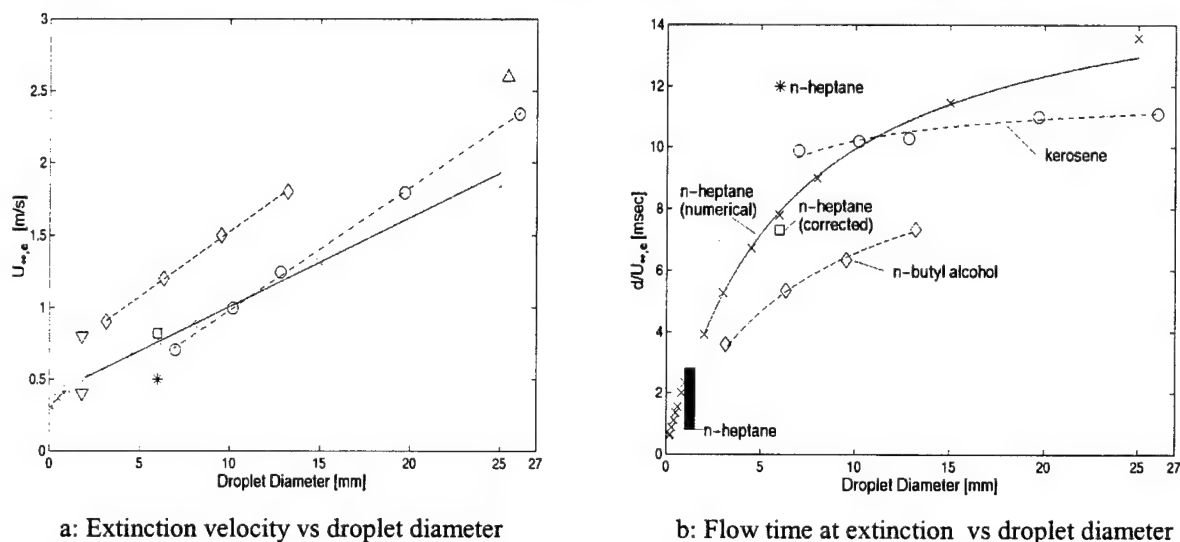 3
2.5
2
1.5
1
0.5
0
U∞,e [m/s]
0 5 10 15 20 25 27
Droplet Diameter [mm]
a: Extinction velocity vs droplet diameter
14
12
10
8
6
4
2
0
d/U∞,e [msec]
n-heptane
kerosene
n-heptane
(numerical)
n-heptane
(corrected)
n-butyl alcohol
n-heptane
0 5 10 15 20 25 27
Droplet Diameter [mm]
b: Flow time at extinction vs droplet diameter